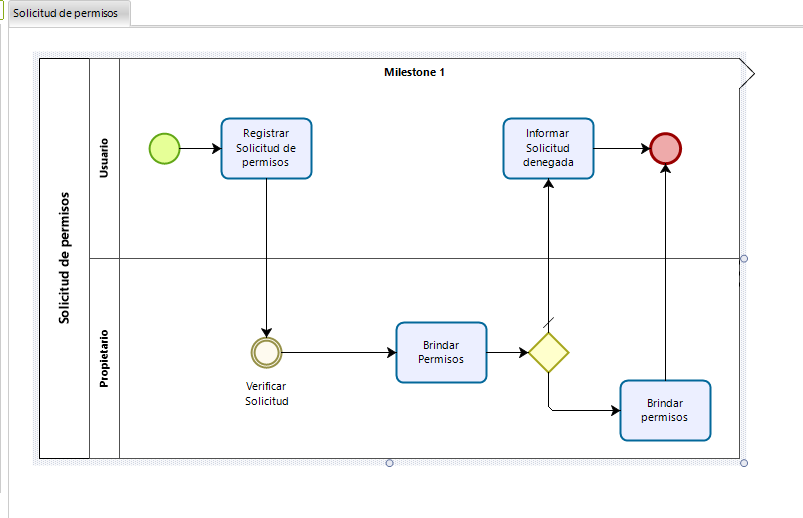 Solicitud de permisos
Milestone 1
Solicitud de permisos
Usuario
Registrar
Solicitud de
permisos
Informar
Solicitud
denegada
Propietario
Verificar
Solicitud
Brindar
Permisos
Brindar
permisos